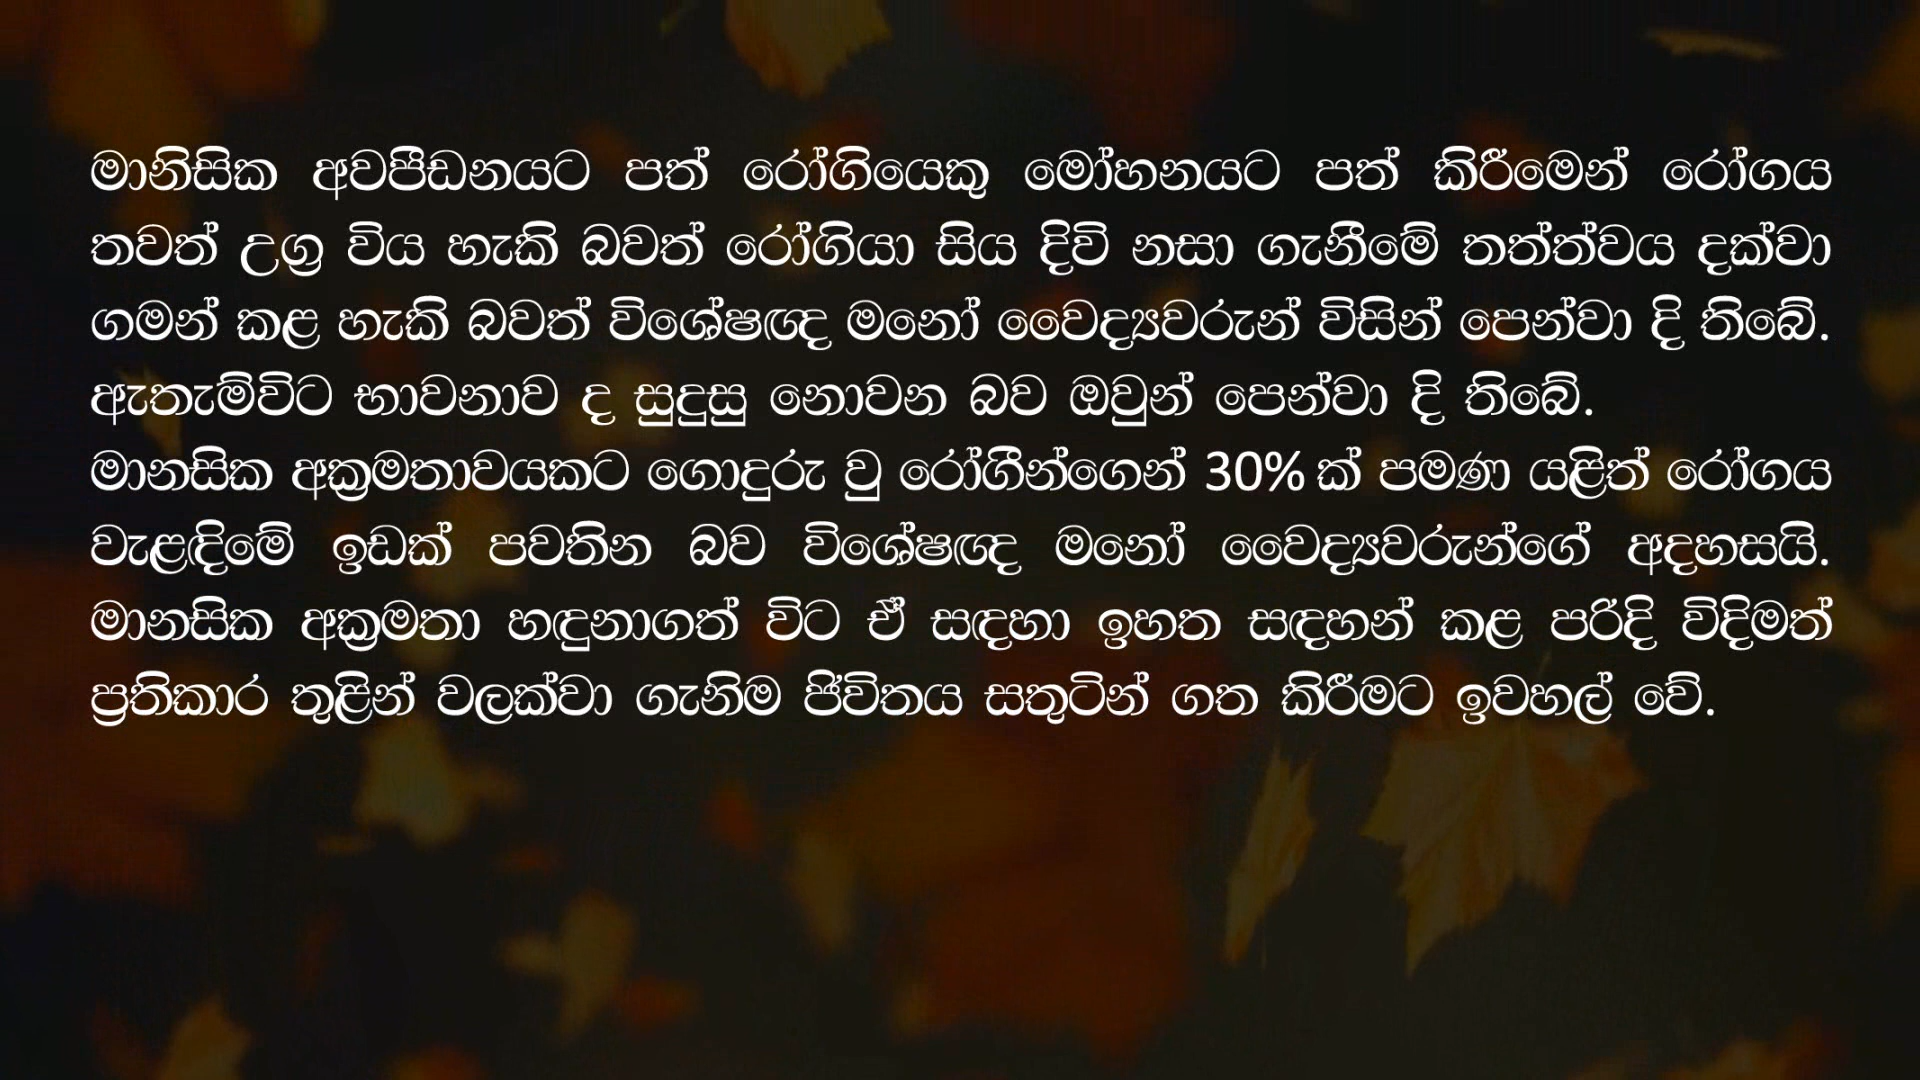 මානිසික අවපීඩනයට පත් රෝගියෙකු මෝහනයට පත් කිරීමෙන් රෝගය
තවත් උග්‍ර විය හැකි බවත් රෝගියා සිය දිවි නසා ගැනීමේ තත්ත්වය දක්වා
ගමන් කළ හැකි බවත් විශේෂඥ මනෝ වෛද්‍යවරුන් විසින් පෙන්වා දි තිබේ.
ඇතැම්විට භාවනාව ද සුදුසු නොවන බව ඔවුන් පෙන්වා දි තිබේ.
මානසික අක්‍රමතාවයකට ගොදුරු වු රෝගීන්ගෙන් 30% ක් පමණ යළිත් රෝගය
වැළඳිමේ ඉඩක් පවතින බව විශේෂඥ මනෝ වෛද්‍යවරුන්ගේ අදහසයි.
මානසික අක්‍රමතා හඳුනාගත් විට ඒ සඳහා ඉහත සඳහන් කළ පරිදි විදිමත්
ප්‍රතිකාර තුළින් වලක්වා ගැනිම ජිවිතය සතුටින් ගත කිරීමට ඉවහල් වේ.